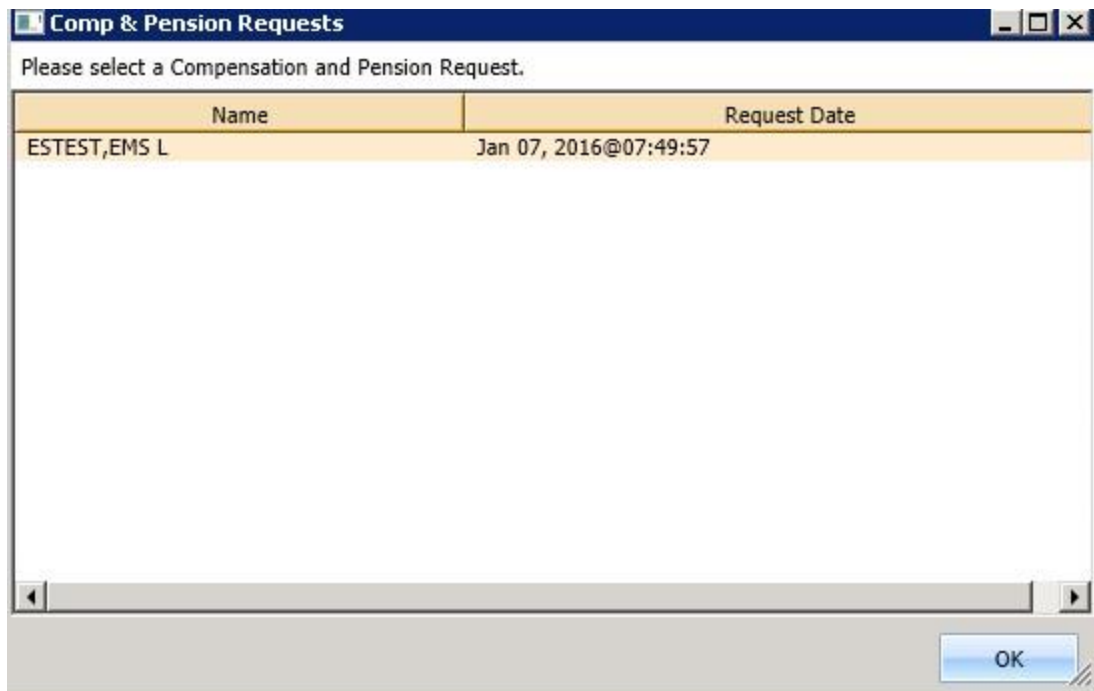 Comp & Pension Requests
Please select a Compensation and Pension Request.
Name Request Date
ESTEST,EMS L Jan 07, 2016@07:49:57
OK